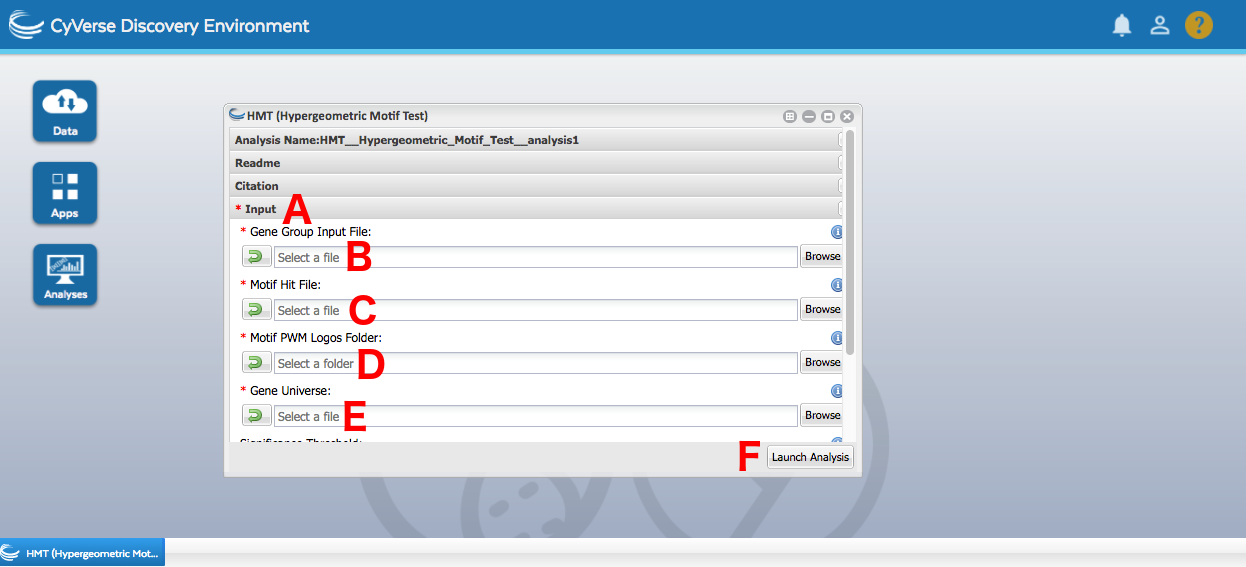 CyVerse Discovery Environment
?
Data
Apps
Analyses
HMT (Hypergeometric Motif Test)
Analysis Name:HMT__Hypergeometric_Motif_Test__analysis1
Readme
Citation
* Input A
* Gene Group Input File: i
Select a file B Browse
* Motif Hit File: i
Select a file C Browse
* Motif PWM Logos Folder: i
Select a folder D Browse
* Gene Universe: i
Select a file E Browse
Significance Threshold:
F Launch Analysis
HMT (Hypergeometric Mot...